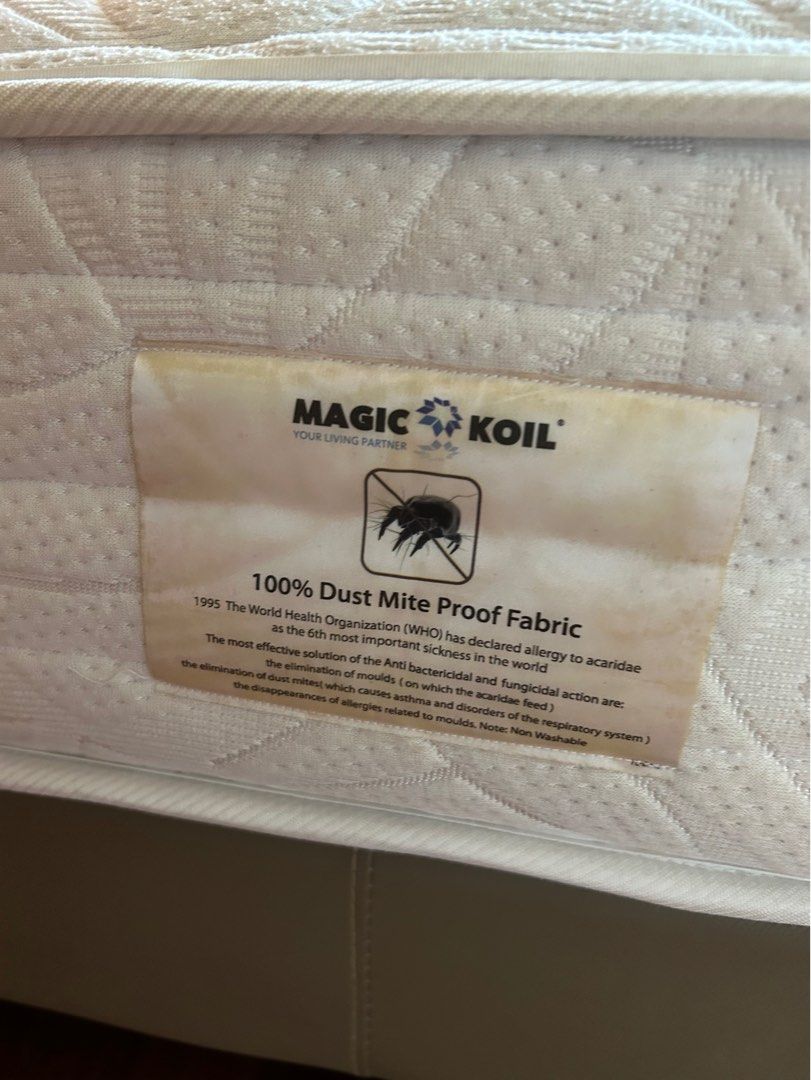 MAGIC KOIL®
YOUR LIVING PARTNER
100% Dust Mite Proof Fabric
1995 The World Health Organization (WHO) has declared allergy to acaridae
as the 6th most important sickness in the world
The most effective solution of the Anti bactericidal and fungicidal action are:
the elimination of moulds ( on which the acaridae feed )
the elimination of dust mites( which causes asthma and disorders of the respiratory system )
the disappearances of allergies related to moulds. Note: Non Washable